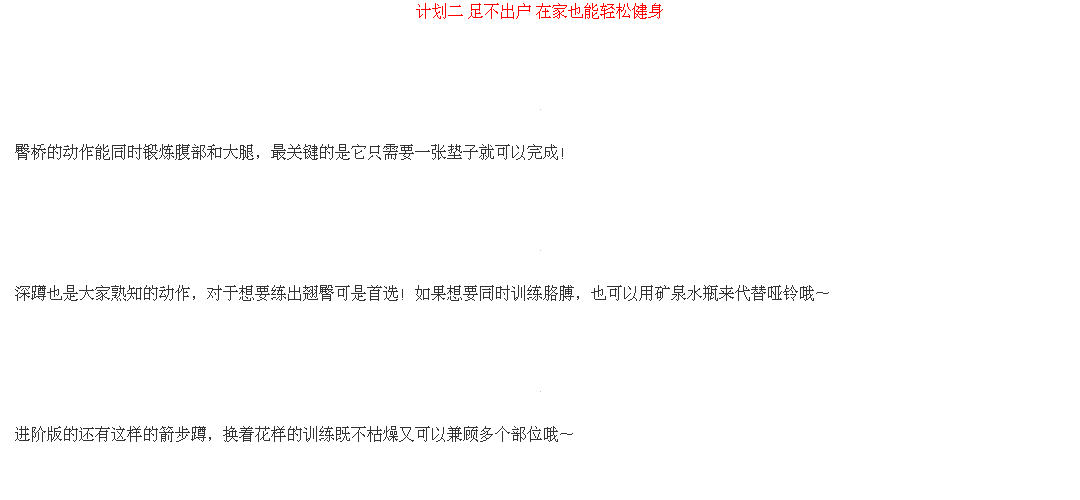 计划二 足不出户 在家也能轻松健身
臀桥的动作能同时锻炼腹部和大腿，最关键的是它只需要一张垫子就可以完成！
深蹲也是大家熟知的动作，对于想要练出翘臀可是首选！如果想要同时训练胳膊，也可以用矿泉水瓶来代替哑铃哦～
进阶版的还有这样的箭步蹲，换着花样的训练既不枯燥又可以兼顾多个部位哦～